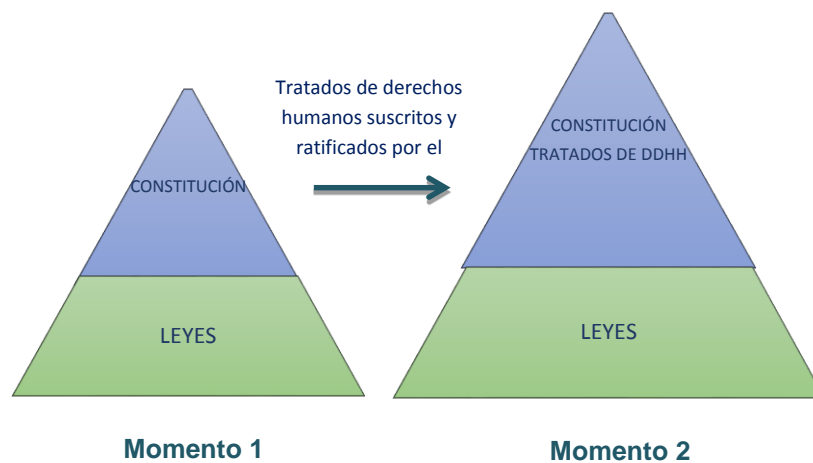 CONSTITUCIÓN
LEYES
Momento 1
Tratados de derechos
humanos suscritos y
ratificados por el
CONSTITUCIÓN
TRATADOS DE DDHH
LEYES
Momento 2